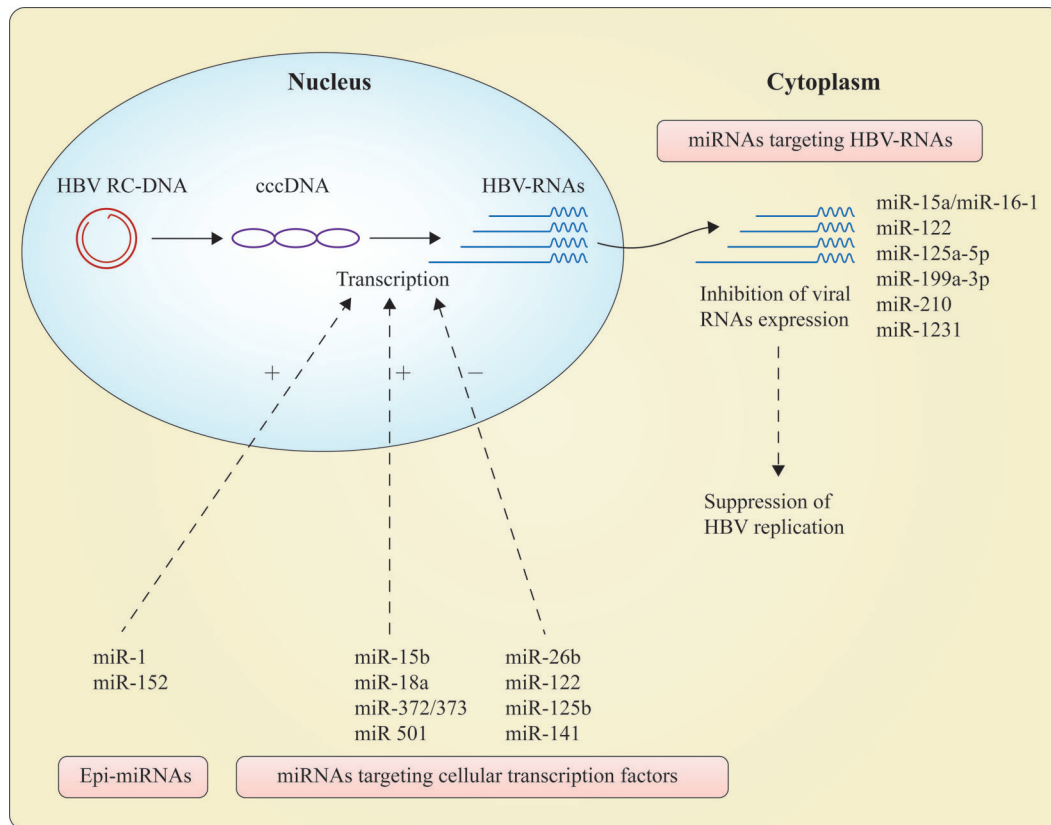 Nucleus
Cytoplasm
miRNAs targeting HBV-RNAs
HBV RC-DNA
cccDNA
HBV-RNAs
Transcription
miR-15a/miR-16-1
miR-122
miR-125a-5p
miR-199a-3p
miR-210
miR-1231
Inhibition of viral
RNAs expression
+
+
−
Suppression of
HBV replication
miR-1
miR-152
miR-15b
miR-18a
miR-372/373
miR 501
miR-26b
miR-122
miR-125b
miR-141
Epi-miRNAs
miRNAs targeting cellular transcription factors